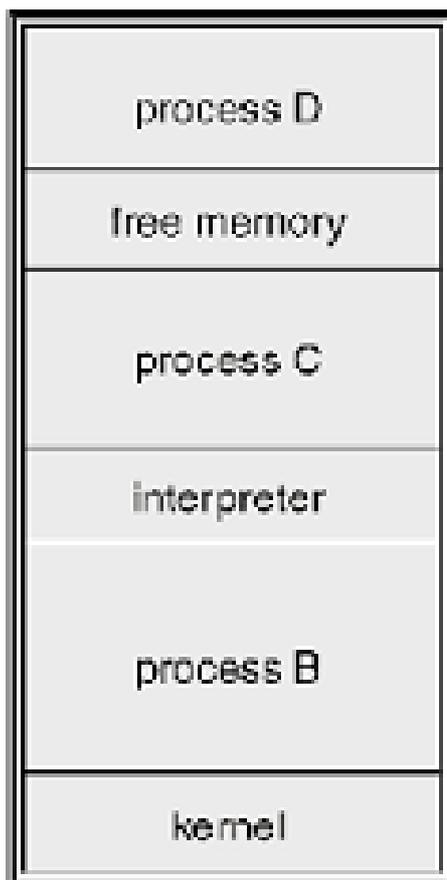 process D
free memory
process C
interpreter
process B
kernel